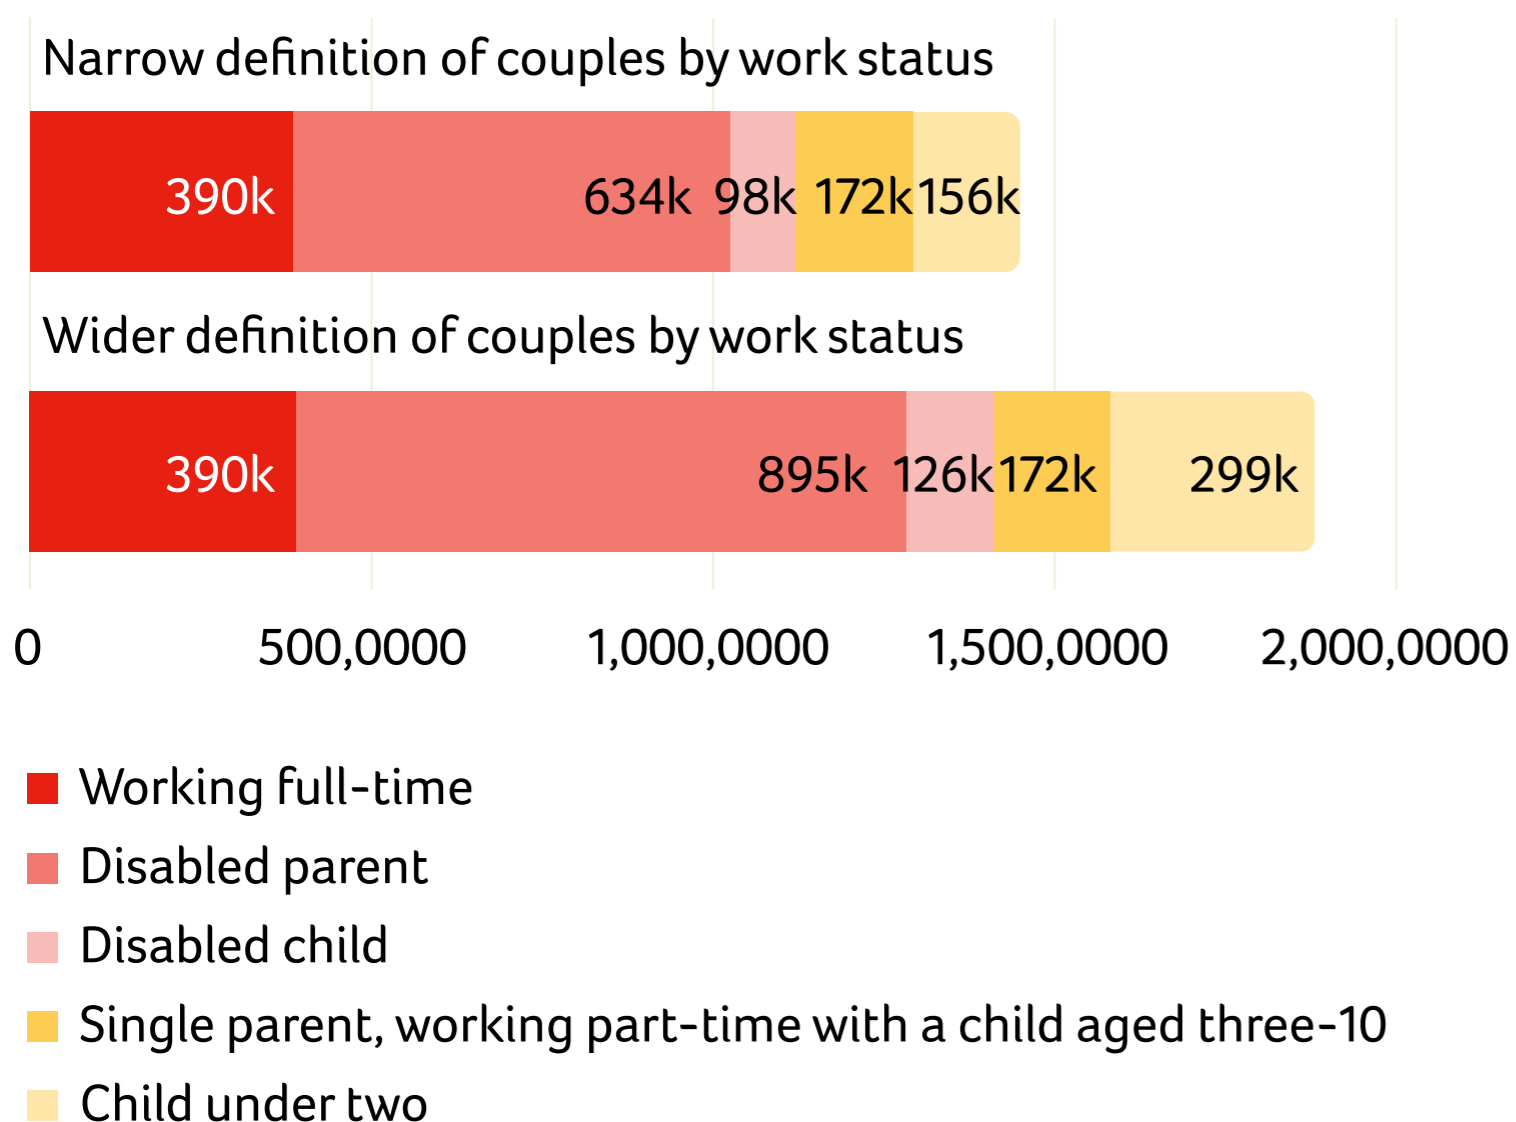 Narrow definition of couples by work status
390k 634k 98k 172k 156k
Wider definition of couples by work status
390k 895k 126k 172k 299k
0 500,0000 1,000,0000 1,500,0000 2,000,0000
Working full-time
Disabled parent
Disabled child
Single parent, working part-time with a child aged three-10
Child under two